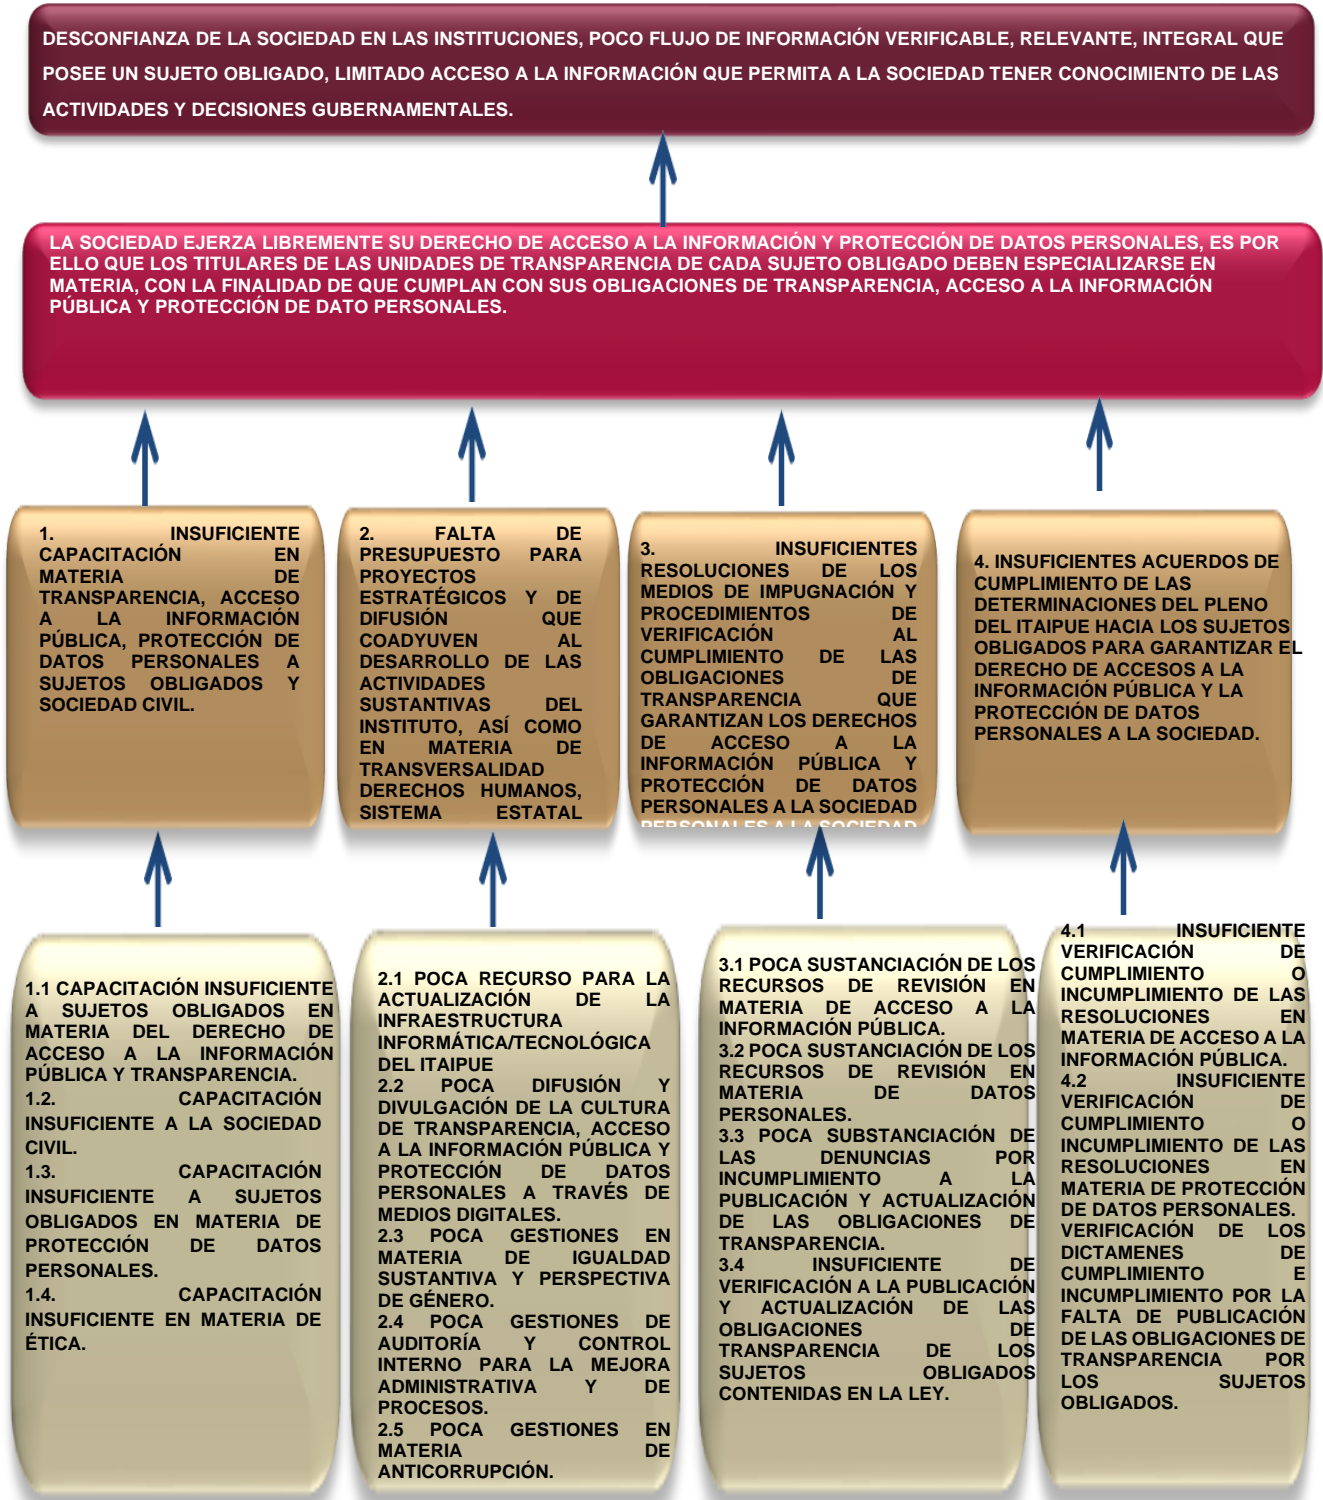 DESCONFIANZA DE LA SOCIEDAD EN LAS INSTITUCIONES, POCO FLUJO DE INFORMACIÓN VERIFICABLE, RELEVANTE, INTEGRAL QUE
POSEE UN SUJETO OBLIGADO, LIMITADO ACCESO A LA INFORMACIÓN QUE PERMITA A LA SOCIEDAD TENER CONOCIMIENTO DE LAS
ACTIVIDADES Y DECISIONES GUBERNAMENTALES.
LA SOCIEDAD EJERZA LIBREMENTE SU DERECHO DE ACCESO A LA INFORMACIÓN Y PROTECCIÓN DE DATOS PERSONALES, ES POR
ELLO QUE LOS TITULARES DE LAS UNIDADES DE TRANSPARENCIA DE CADA SUJETO OBLIGADO DEBEN ESPECIALIZARSE EN
MATERIA, CON LA FINALIDAD DE QUE CUMPLAN CON SUS OBLIGACIONES DE TRANSPARENCIA, ACCESO A LA INFORMACIÓN
PÚBLICA Y PROTECCIÓN DE DATO PERSONALES.
1. INSUFICIENTE
CAPACITACIÓN EN
MATERIA DE
TRANSPARENCIA, ACCESO
A LA INFORMACIÓN
PÚBLICA, PROTECCIÓN DE
DATOS PERSONALES A
SUJETOS OBLIGADOS Y
SOCIEDAD CIVIL.
2. FALTA DE
PRESUPUESTO PARA
PROYECTOS
ESTRATÉGICOS Y DE
DIFUSIÓN QUE
COADYUVEN AL
DESARROLLO DE LAS
ACTIVIDADES
SUSTANTIVAS DEL
INSTITUTO, ASÍ COMO
EN MATERIA DE
TRANSVERSALIDAD
DERECHOS HUMANOS,
SISTEMA ESTATAL
3. INSUFICIENTES
RESOLUCIONES DE LOS
MEDIOS DE IMPUGNACIÓN Y
PROCEDIMIENTOS DE
VERIFICACIÓN AL
CUMPLIMIENTO DE LAS
OBLIGACIONES DE
TRANSPARENCIA QUE
GARANTIZAN LOS DERECHOS
DE ACCESO A LA
INFORMACIÓN PÚBLICA Y
PROTECCIÓN DE DATOS
PERSONALES A LA SOCIEDAD
PERSONALES A LA SOCIEDAD
4. INSUFICIENTES ACUERDOS DE
CUMPLIMIENTO DE LAS
DETERMINACIONES DEL PLENO
DEL ITAIPUE HACIA LOS SUJETOS
OBLIGADOS PARA GARANTIZAR EL
DERECHO DE ACCESOS A LA
INFORMACIÓN PÚBLICA Y LA
PROTECCIÓN DE DATOS
PERSONALES A LA SOCIEDAD.
1.1 CAPACITACIÓN INSUFICIENTE
A SUJETOS OBLIGADOS EN
MATERIA DEL DERECHO DE
ACCESO A LA INFORMACIÓN
PÚBLICA Y TRANSPARENCIA.
1.2. CAPACITACIÓN
INSUFICIENTE A LA SOCIEDAD
CIVIL.
1.3. CAPACITACIÓN
INSUFICIENTE A SUJETOS
OBLIGADOS EN MATERIA DE
PROTECCIÓN DE DATOS
PERSONALES.
1.4. CAPACITACIÓN
INSUFICIENTE EN MATERIA DE
ÉTICA.
2.1 POCA RECURSO PARA LA
ACTUALIZACIÓN DE LA
INFRAESTRUCTURA
INFORMÁTICA/TECNOLÓGICA
DEL ITAIPUE
2.2 POCA DIFUSIÓN Y
DIVULGACIÓN DE LA CULTURA
DE TRANSPARENCIA, ACCESO
A LA INFORMACIÓN PÚBLICA Y
PROTECCIÓN DE DATOS
PERSONALES A TRAVÉS DE
MEDIOS DIGITALES.
2.3 POCA GESTIONES EN
MATERIA DE IGUALDAD
SUSTANTIVA Y PERSPECTIVA
DE GÉNERO.
2.4 POCA GESTIONES DE
AUDITORÍA Y CONTROL
INTERNO PARA LA MEJORA
ADMINISTRATIVA Y DE
PROCESOS.
2.5 POCA GESTIONES EN
MATERIA DE
ANTICORRUPCIÓN.
3.1 POCA SUSTANCIACIÓN DE LOS
RECURSOS DE REVISIÓN EN
MATERIA DE ACCESO A LA
INFORMACIÓN PÚBLICA.
3.2 POCA SUSTANCIACIÓN DE LOS
RECURSOS DE REVISIÓN EN
MATERIA DE DATOS
PERSONALES.
3.3 POCA SUBSTANCIACIÓN DE
LAS DENUNCIAS POR
INCUMPLIMIENTO A LA
PUBLICACIÓN Y ACTUALIZACIÓN
DE LAS OBLIGACIONES DE
TRANSPARENCIA.
3.4 INSUFICIENTE DE
VERIFICACIÓN A LA PUBLICACIÓN
Y ACTUALIZACIÓN DE LAS
OBLIGACIONES DE
TRANSPARENCIA DE LOS
SUJETOS OBLIGADOS
CONTENIDAS EN LA LEY.
4.1 INSUFICIENTE
VERIFICACIÓN DE
CUMPLIMIENTO O
INCUMPLIMIENTO DE LAS
RESOLUCIONES EN
MATERIA DE ACCESO A LA
INFORMACIÓN PÚBLICA.
4.2 INSUFICIENTE
VERIFICACIÓN DE
CUMPLIMIENTO O
INCUMPLIMIENTO DE LAS
RESOLUCIONES EN
MATERIA DE PROTECCIÓN
DE DATOS PERSONALES.
VERIFICACIÓN DE LOS
DICTAMENES DE
CUMPLIMIENTO E
INCUMPLIMIENTO POR LA
FALTA DE PUBLICACIÓN
DE LAS OBLIGACIONES DE
TRANSPARENCIA POR
LOS SUJETOS
OBLIGADOS.